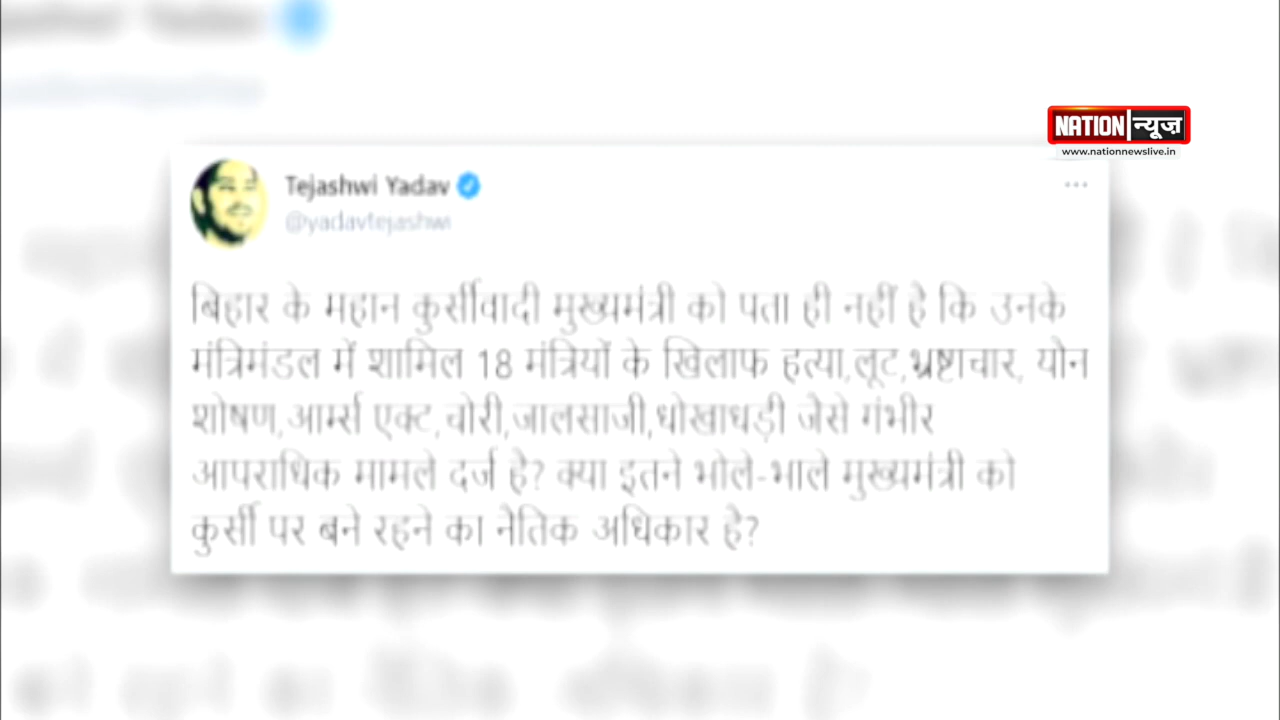 NATION न्यूज़
www.nationnewslive.in
Tejashwi Yadav
@yadavtejashwi
बिहार के महान कुर्सीवादी मुख्यमंत्री को पता ही नहीं है कि उनके
मंत्रिमंडल में शामिल 18 मंत्रियों के खिलाफ हत्या,लूट,भ्रष्टाचार, यौन
शोषण,आर्म्स एक्ट,चोरी,जालसाजी,धोखाधड़ी जैसे गंभीर
आपराधिक मामले दर्ज है? क्या इतने भोले-भाले मुख्यमंत्री को
कुर्सी पर बने रहने का नैतिक अधिकार है?